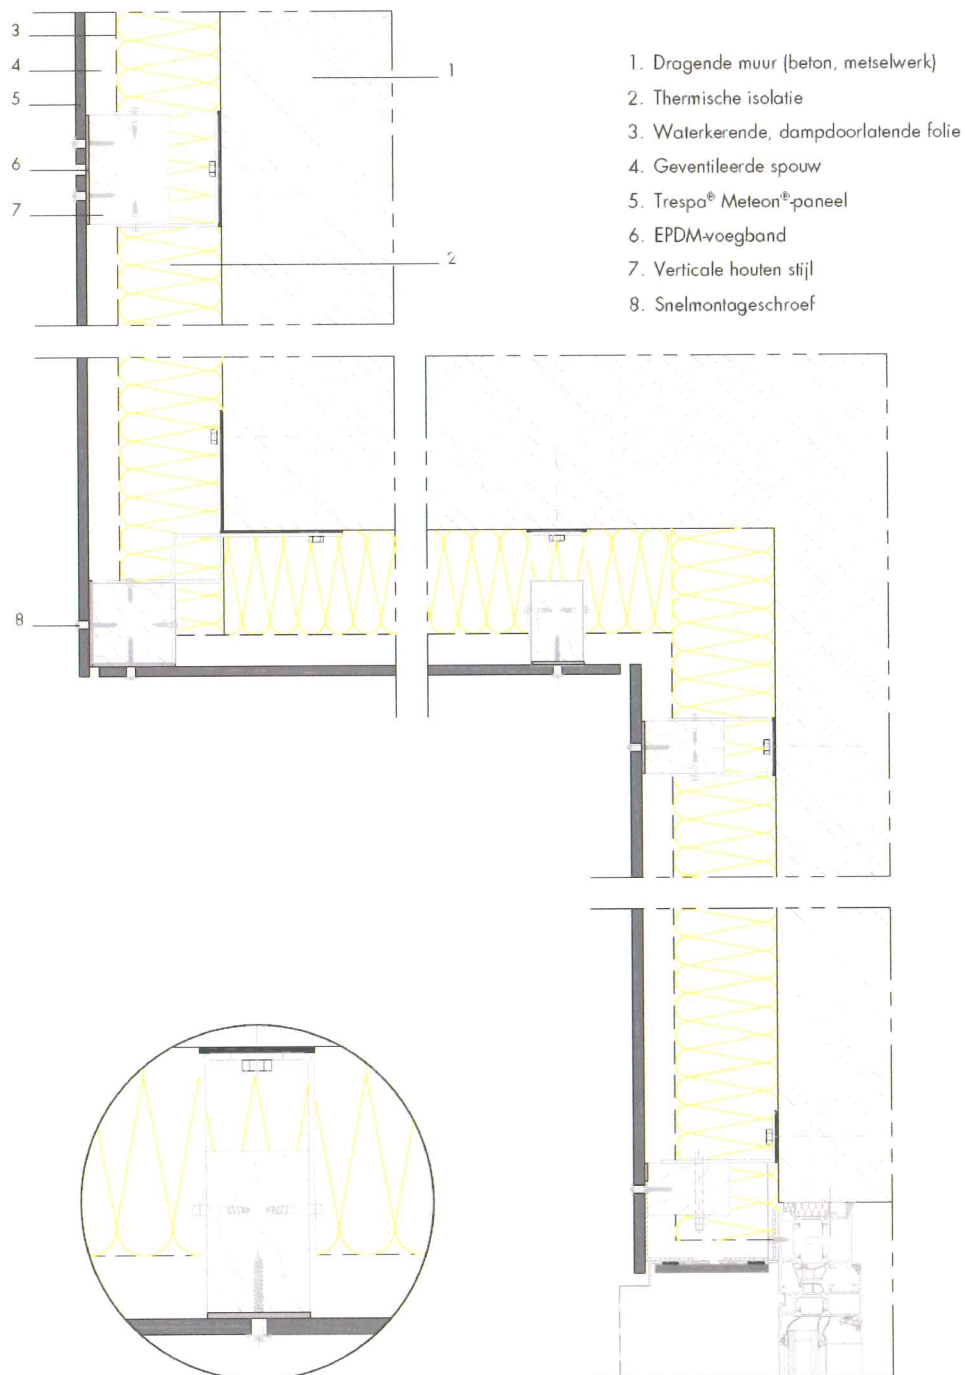 3
4
5
6
7
1
2
8
1. Dragende muur (beton, metselwerk)
2. Thermische isolatie
3. Waterkerende, dampdoorlatende folie
4. Geventileerde spouw
5. Trespa® Meteon®-paneel
6. EPDM-voegband
7. Verticale houten stijl
8. Snelmontageschroef